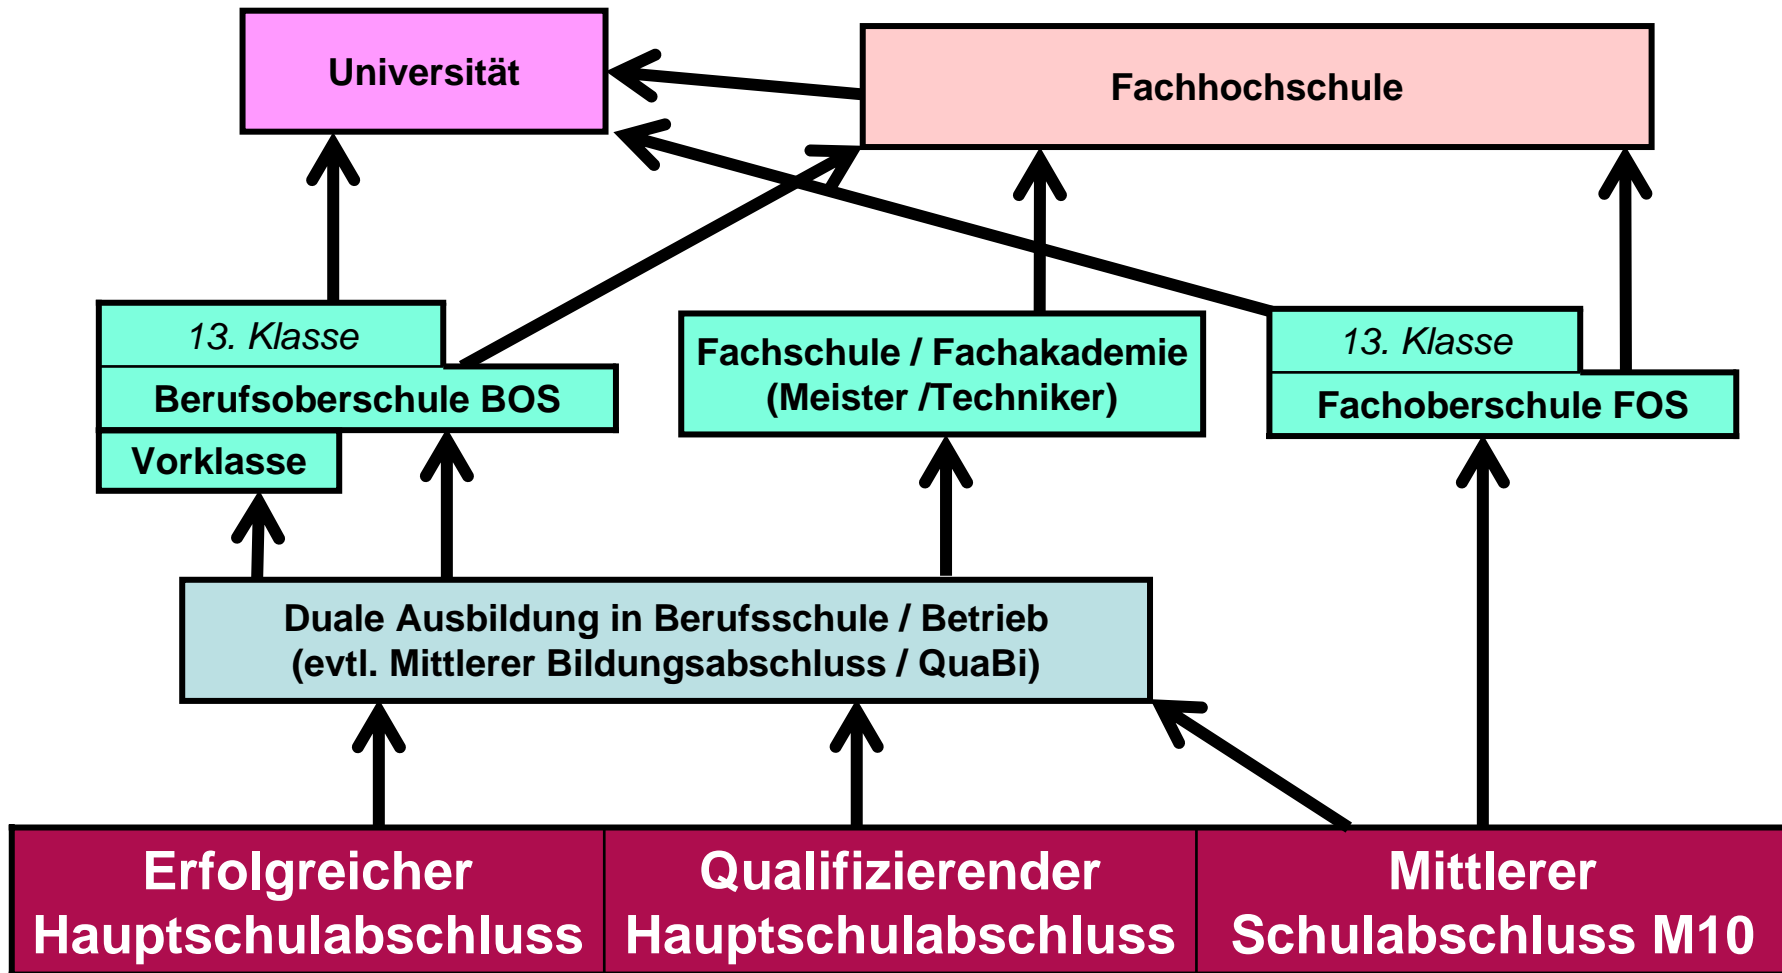 Universität
Fachhochschule
13. Klasse
Berufsoberschule BOS
Vorklasse
Fachschule / Fachakademie
(Meister /Techniker)
13. Klasse
Fachoberschule FOS
Duale Ausbildung in Berufsschule / Betrieb
(evtl. Mittlerer Bildungsabschluss / QuaBi)
Erfolgreicher
Hauptschulabschluss
Qualifizierender
Hauptschulabschluss
Mittlerer
Schulabschluss M10